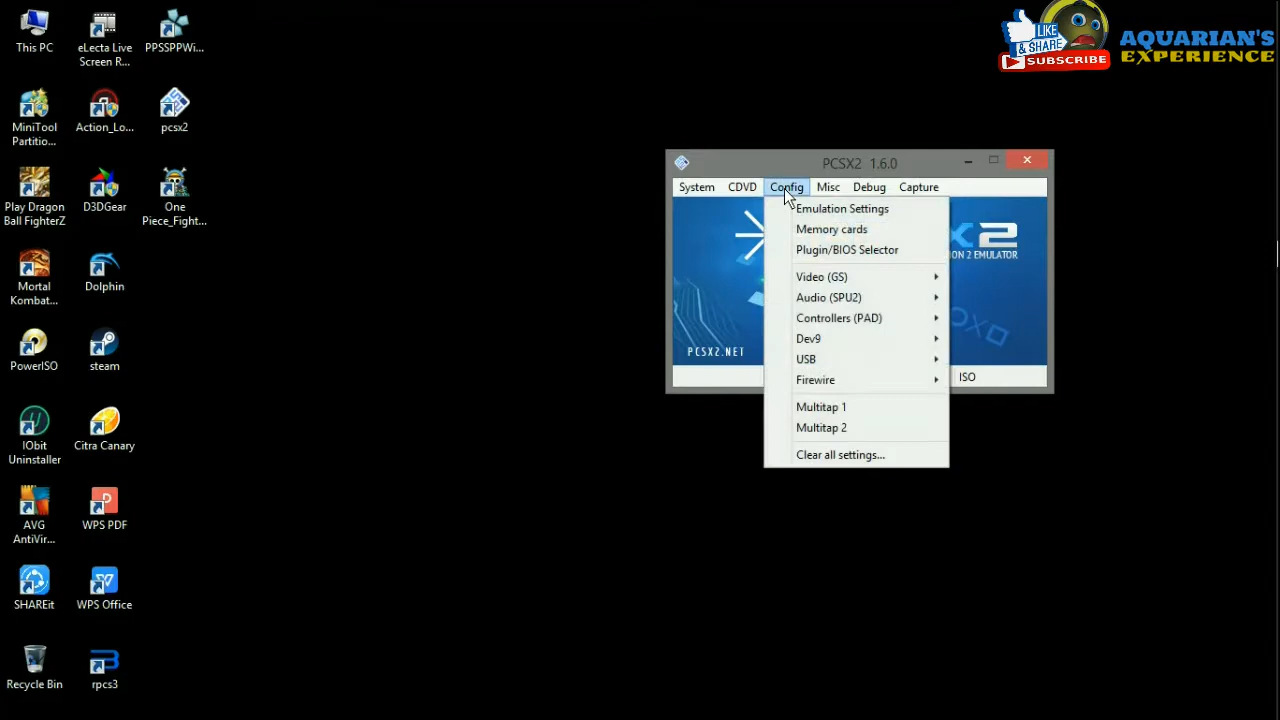 This PC
eLecta Live
Screen R...
PPSSPPWi...
MiniTool
Partitio...
Action_Lo...
pcsx2
Play Dragon
Ball FighterZ
D3DGear
One
Piece_Fight...
Mortal
Kombat...
Dolphin
PowerISO
steam
IObit
Uninstaller
Citra Canary
AVG
AntiVir...
WPS PDF
SHAREit
WPS Office
Recycle Bin
rpcs3
LIKE
& SHARE
SUBSCRIBE
AQUARIAN'S
EXPERIENCE
PCSX2 1.6.0
System CDVD Config Misc Debug Capture
Emulation Settings
Memory cards
Plugin/BIOS Selector
Video (GS)
Audio (SPU2)
Controllers (PAD)
Dev9
USB
Firewire
Multitap 1
Multitap 2
Clear all settings...
X2
ION 2 EMULATOR
PCSX2.NET
ISO